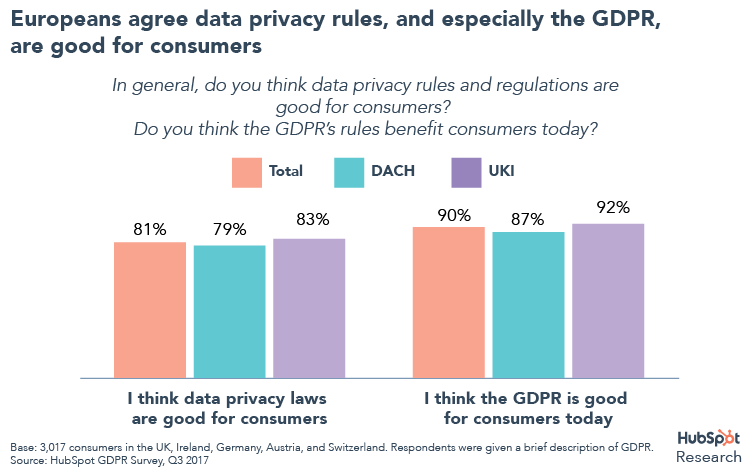 Europeans agree data privacy rules, and especially the GDPR,
are good for consumers
In general, do you think data privacy rules and regulations are
good for consumers?
Do you think the GDPR's rules benefit consumers today?
Total DACH UKI
81% 79% 83% 90% 87% 92%
I think data privacy laws
are good for consumers
I think the GDPR is good
for consumers today
Base: 3,017 consumers in the UK, Ireland, Germany, Austria, and Switzerland. Respondents were given a brief description of GDPR.
Source: HubSpot GDPR Survey, Q3 2017
HubSpot
Research